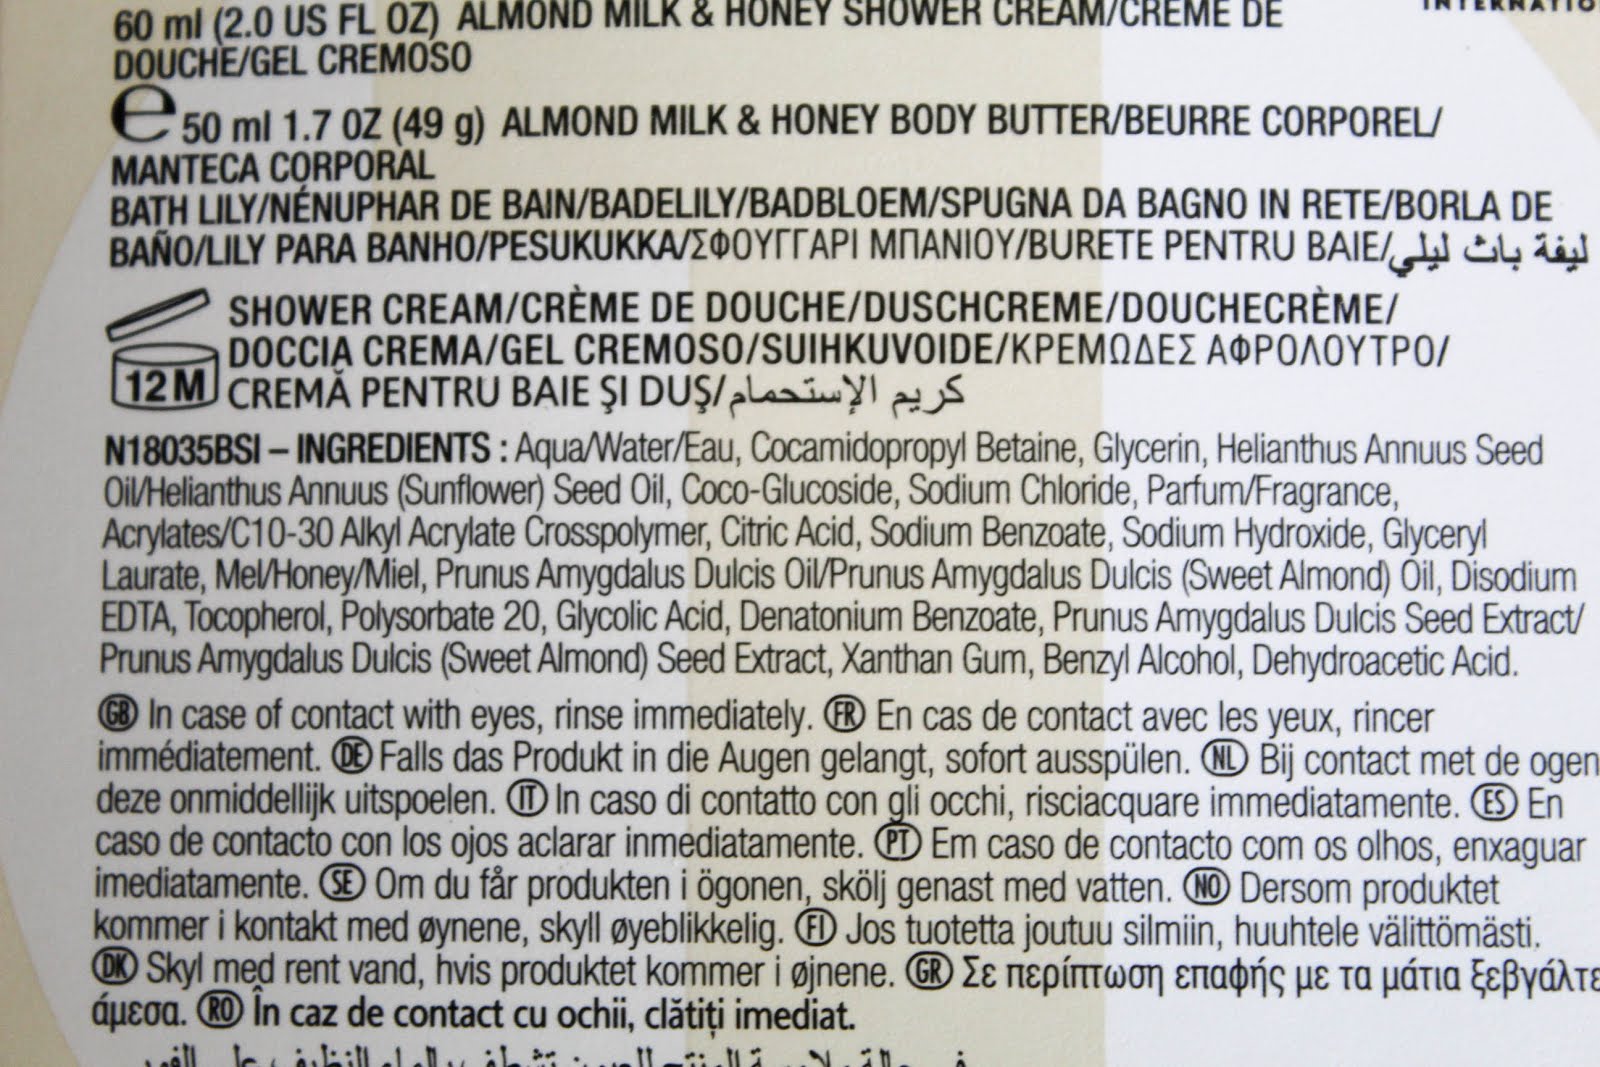 60 ml (2.0 US FL OZ) ALMOND MILK & HONEY SHOWER CREAM/CRÈME DE
DOUCHE/GEL CREMOSO
℮ 50 ml 1.7 OZ (49 g) ALMOND MILK & HONEY BODY BUTTER/BEURRE CORPOREL/
MANTECA CORPORAL
BATH LILY/NÉNUPHAR DE BAIN/BADELILY/BADBLOEM/SPUGNA DA BAGNO IN RETE/BORLA DE
BAÑO/LILY PARA BANHO/PESUKUKKA/ΣΦΟΥΓΓΑΡΙ ΜΠΑΝΙΟΥ/BURETE PENTRU BAIE/ليفة باث ليلي
SHOWER CREAM/CRÈME DE DOUCHE/DUSCHCREME/DOUCHECRÈME/
DOCCIA CREMA/GEL CREMOSO/SUIHKUVOIDE/ΚΡΕΜΩΔΕΣ ΑΦΡΟΛΟΥΤΡΟ/
12 M CREMĂ PENTRU BAIE ȘI DUȘ/كريم الإستحمام
N18035BSI – INGREDIENTS : Aqua/Water/Eau, Cocamidopropyl Betaine, Glycerin, Helianthus Annuus Seed
Oil/Helianthus Annuus (Sunflower) Seed Oil, Coco-Glucoside, Sodium Chloride, Parfum/Fragrance,
Acrylates/C10-30 Alkyl Acrylate Crosspolymer, Citric Acid, Sodium Benzoate, Sodium Hydroxide, Glyceryl
Laurate, Mel/Honey/Miel, Prunus Amygdalus Dulcis Oil/Prunus Amygdalus Dulcis (Sweet Almond) Oil, Disodium
EDTA, Tocopherol, Polysorbate 20, Glycolic Acid, Denatonium Benzoate, Prunus Amygdalus Dulcis Seed Extract/
Prunus Amygdalus Dulcis (Sweet Almond) Seed Extract, Xanthan Gum, Benzyl Alcohol, Dehydroacetic Acid.
GB In case of contact with eyes, rinse immediately. FR En cas de contact avec les yeux, rincer
immédiatement. DE Falls das Produkt in die Augen gelangt, sofort ausspülen. NL Bij contact met de ogen
deze onmiddellijk uitspoelen. IT In caso di contatto con gli occhi, risciacquare immediatamente. ES En
caso de contacto con los ojos aclarar inmediatamente. PT Em caso de contacto com os olhos, enxaguar
imediatamente. SE Om du får produkten i ögonen, skölj genast med vatten. NO Dersom produktet
kommer i kontakt med øynene, skyll øyeblikkelig. FI Jos tuotetta joutuu silmiin, huuhtele välittömästi.
DK Skyl med rent vand, hvis produktet kommer i øjnene. GR Σε περίπτωση επαφής με τα μάτια ξεβγάλτε
άμεσα. RO În caz de contact cu ochii, clătiți imediat.